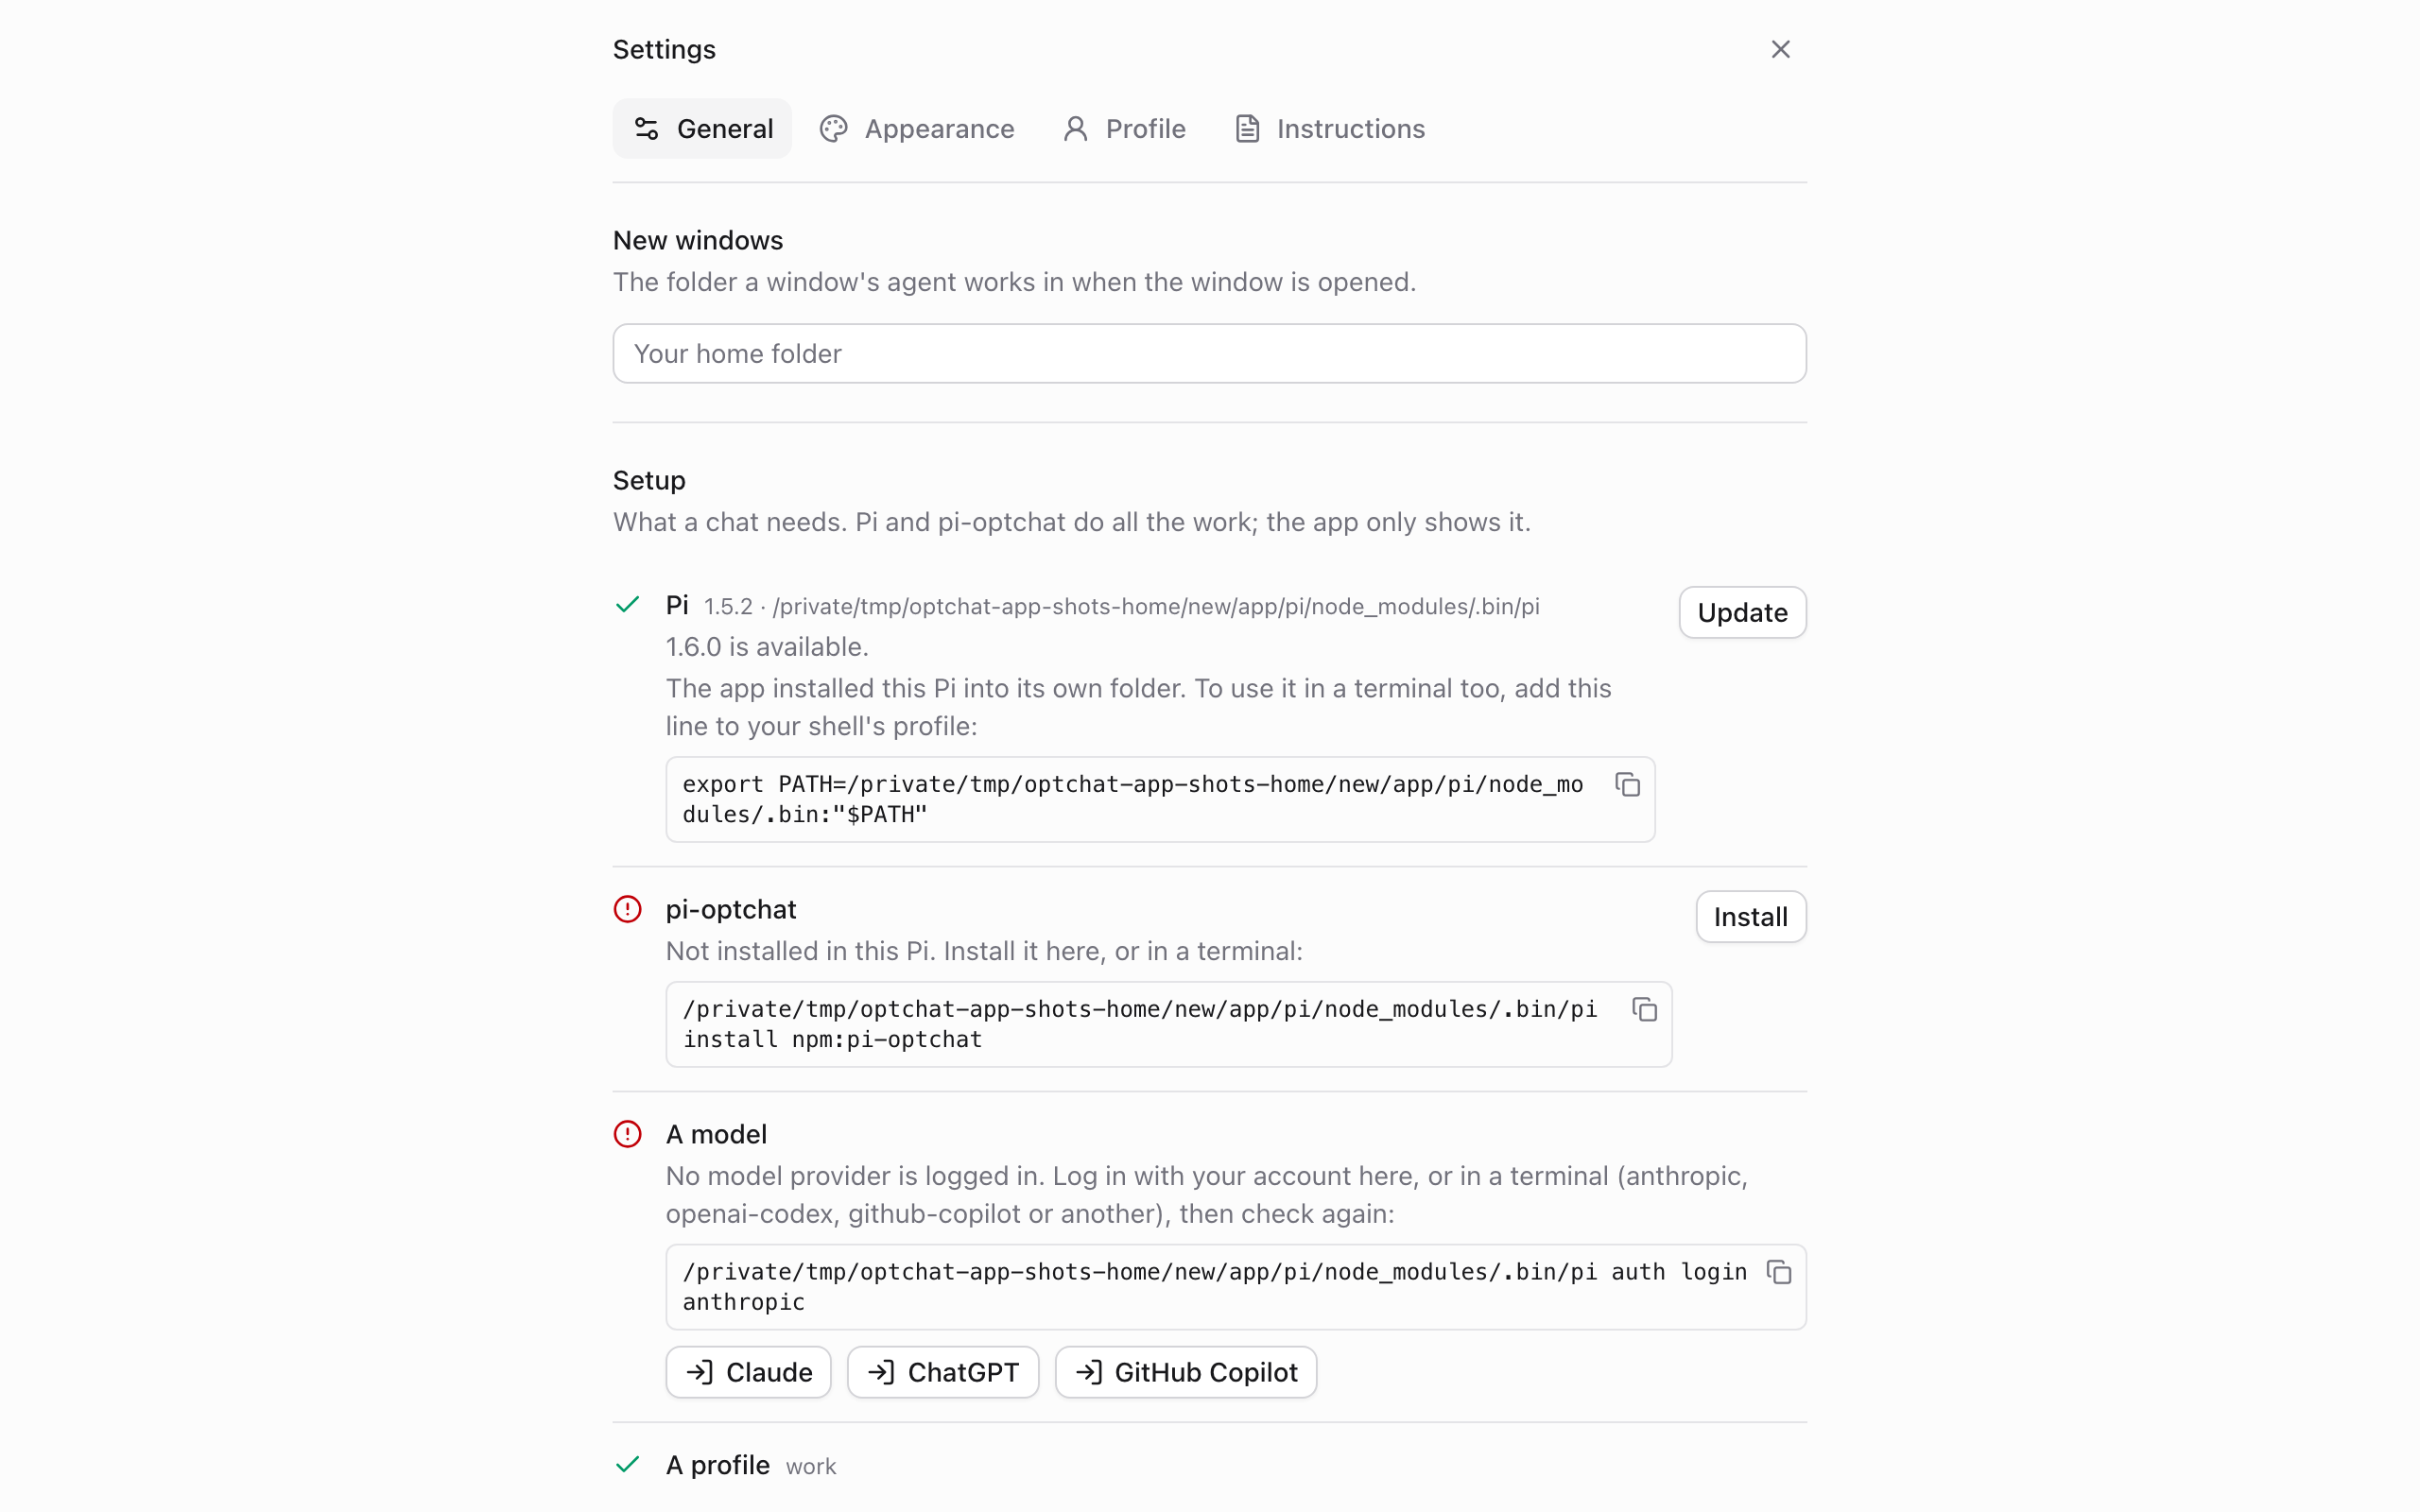 Settings
General
Appearance
Profile
Instructions
New windows
The folder a window's agent works in when the window is opened.
Your home folder
Setup
What a chat needs. Pi and pi-optchat do all the work; the app only shows it.
Pi 1.5.2 · /private/tmp/optchat-app-shots-home/new/app/pi/node_modules/.bin/pi
Update
1.6.0 is available.
The app installed this Pi into its own folder. To use it in a terminal too, add this
line to your shell's profile:
export PATH=/private/tmp/optchat-app-shots-home/new/app/pi/node_mo
dules/.bin:"$PATH"
pi-optchat
Install
Not installed in this Pi. Install it here, or in a terminal:
/private/tmp/optchat-app-shots-home/new/app/pi/node_modules/.bin/pi
install npm:pi-optchat
A model
No model provider is logged in. Log in with your account here, or in a terminal (anthropic,
openai-codex, github-copilot or another), then check again:
/private/tmp/optchat-app-shots-home/new/app/pi/node_modules/.bin/pi auth login
anthropic
Claude
ChatGPT
GitHub Copilot
A profile work